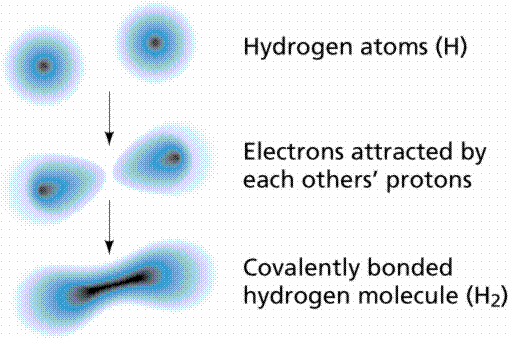 Hydrogen atoms (H)
Electrons attracted by
each others' protons
Covalently bonded
hydrogen molecule (H₂)